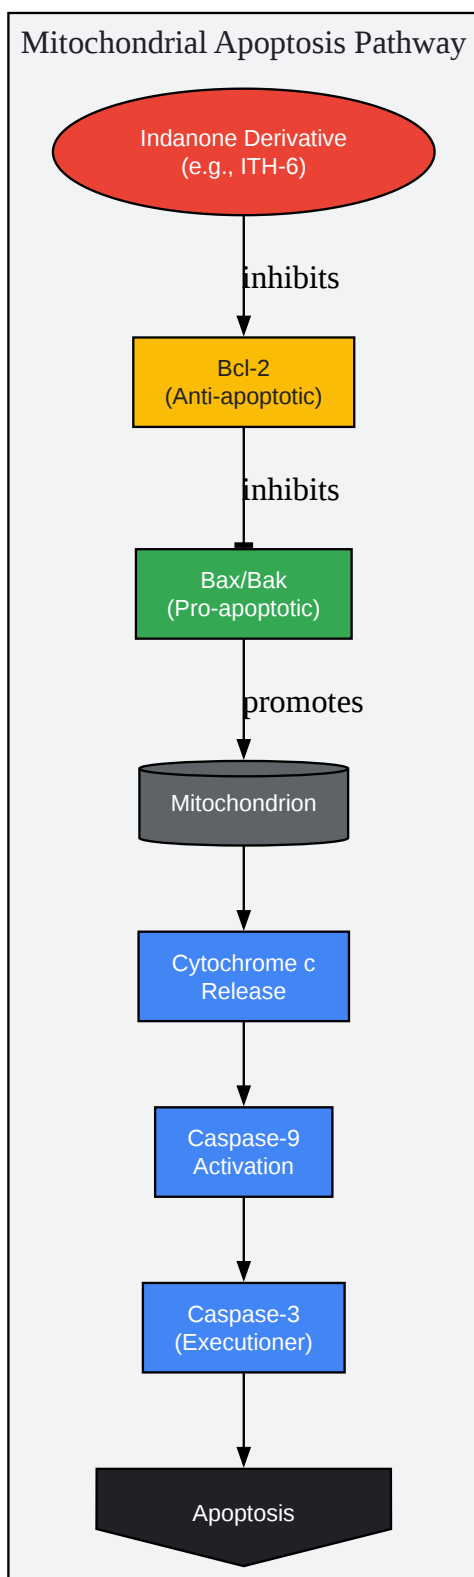 Mitochondrial Apoptosis Pathway
Indanone Derivative
(e.g., ITH-6)
inhibits
Bcl-2
(Anti-apoptotic)
inhibits
Bax/Bak
(Pro-apoptotic)
promotes
Mitochondrion
Cytochrome c
Release
Caspase-9
Activation
Caspase-3
(Executioner)
Apoptosis